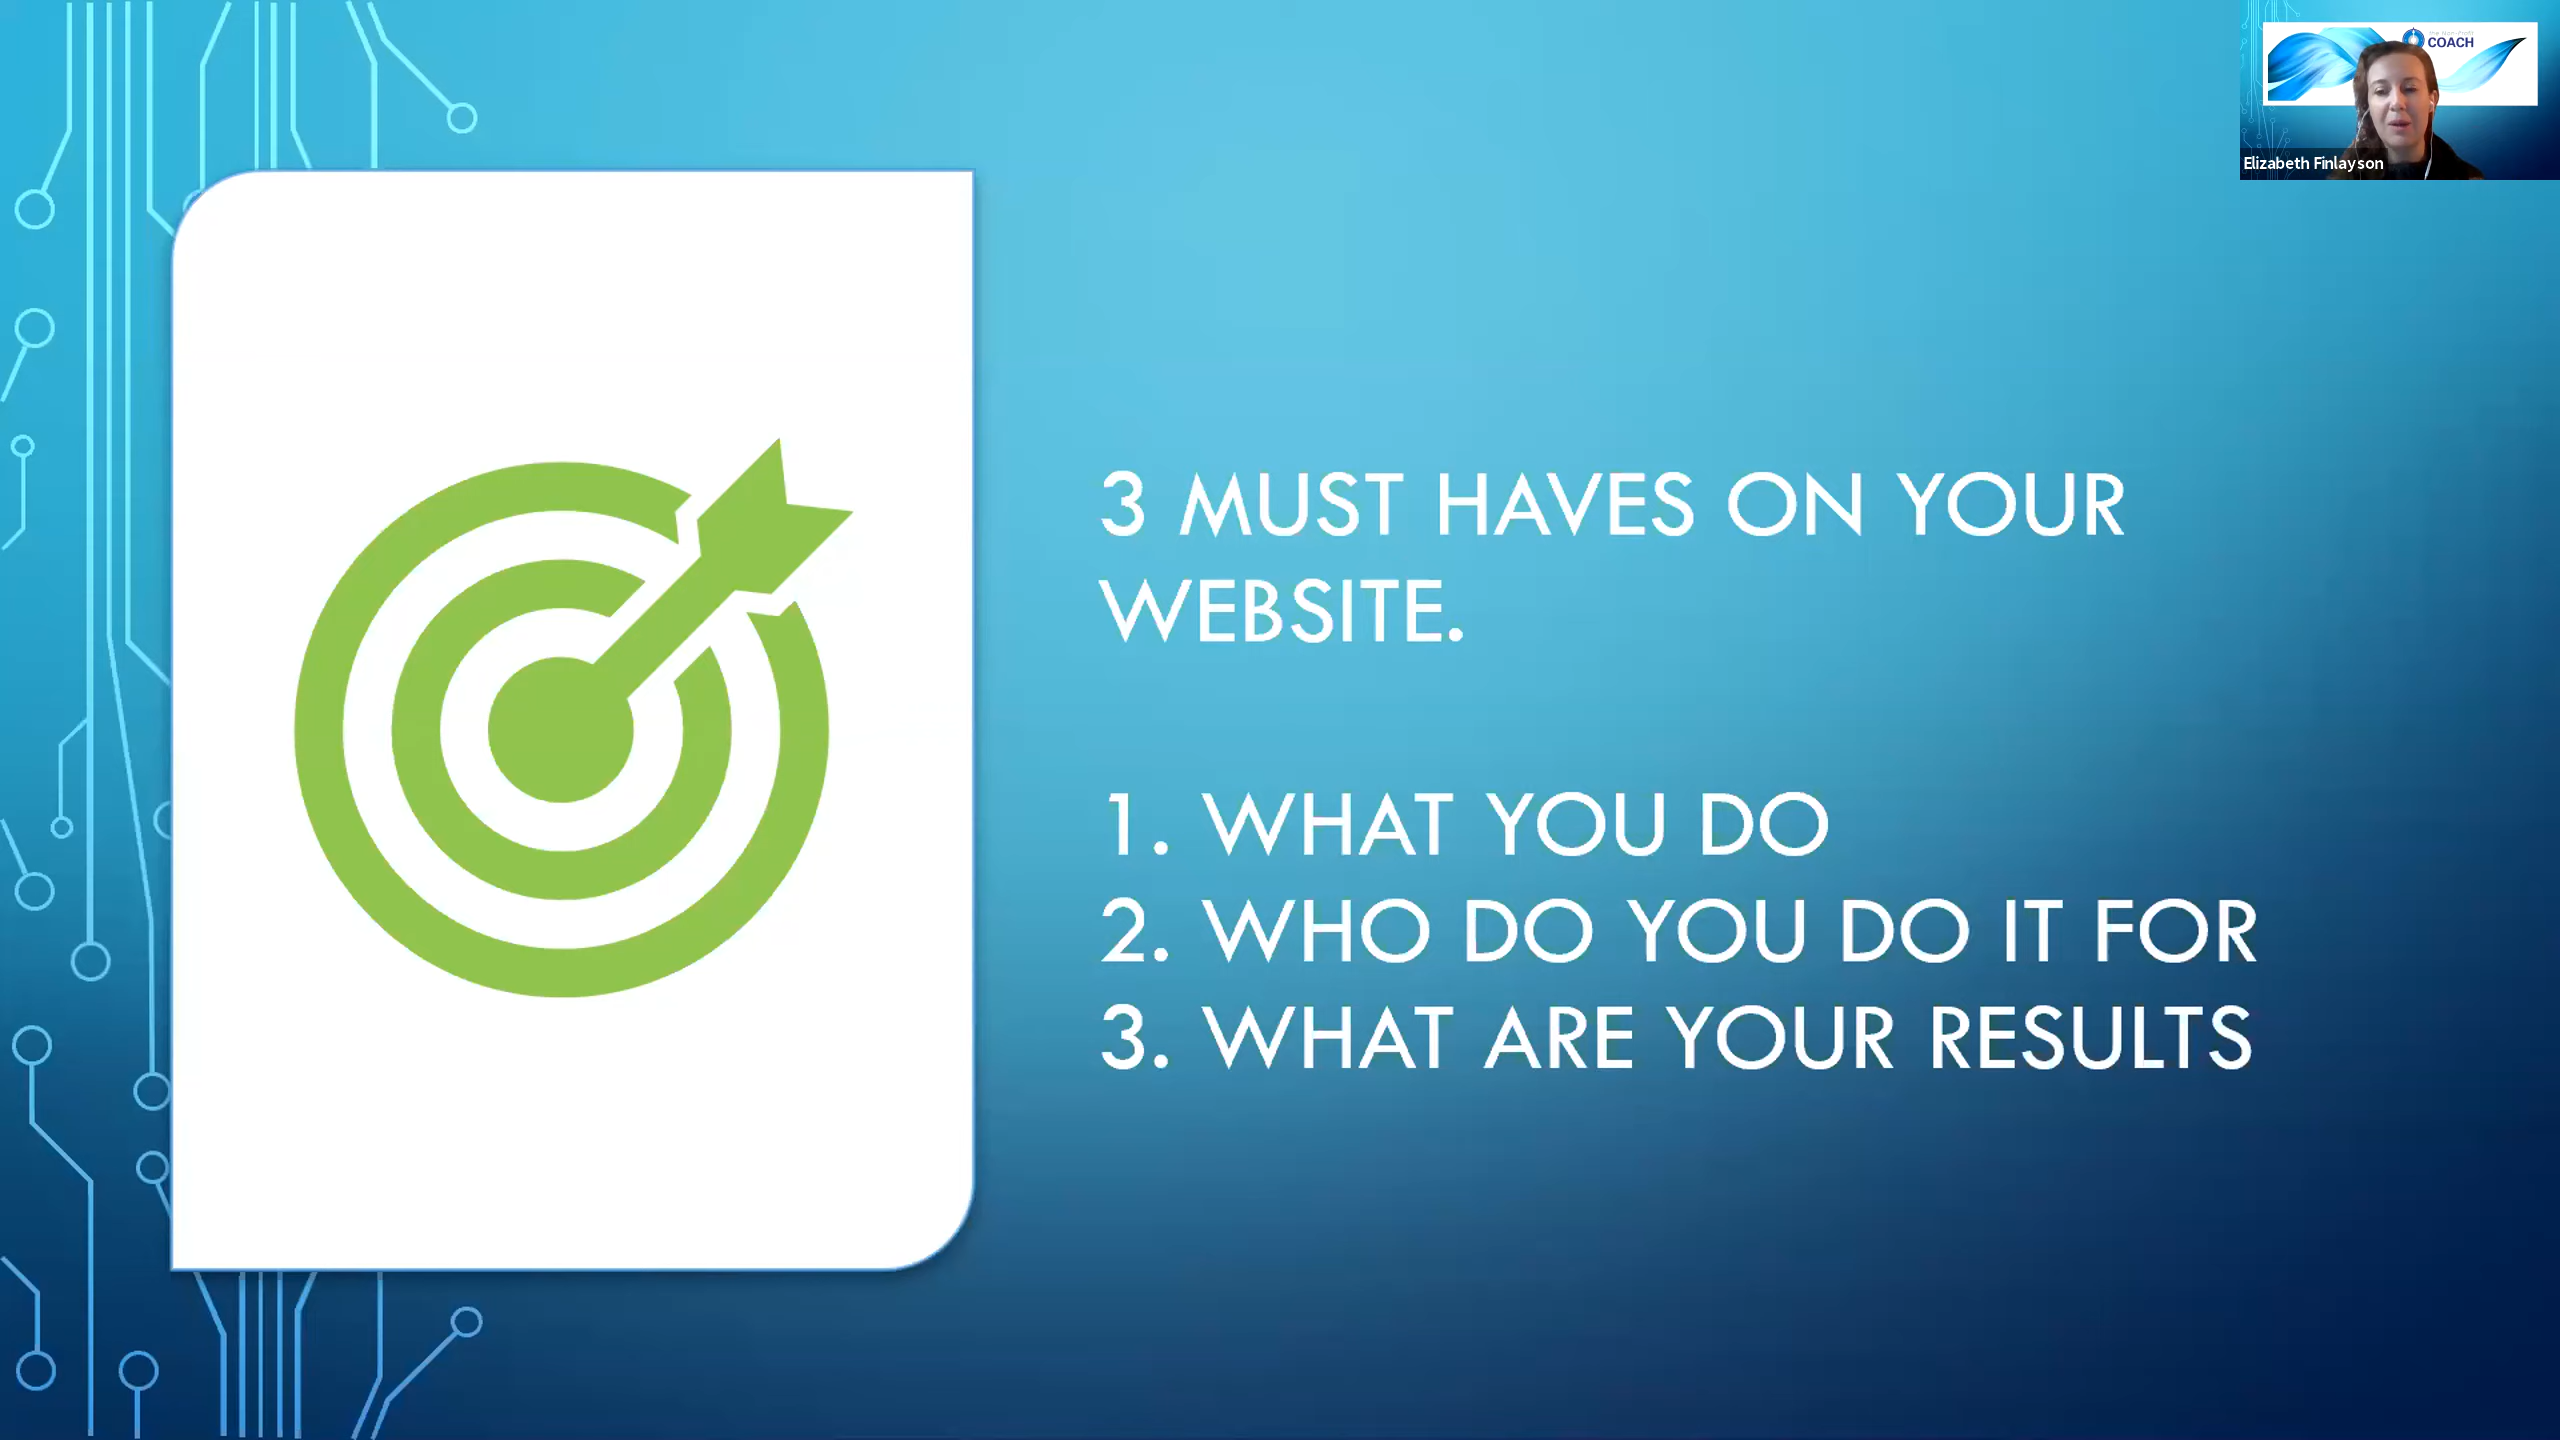 COACH
Elizabeth Finlayson
3 MUST HAVES ON YOUR
WEBSITE.
1. WHAT YOU DO
2. WHO DO YOU DO IT FOR
3. WHAT ARE YOUR RESULTS